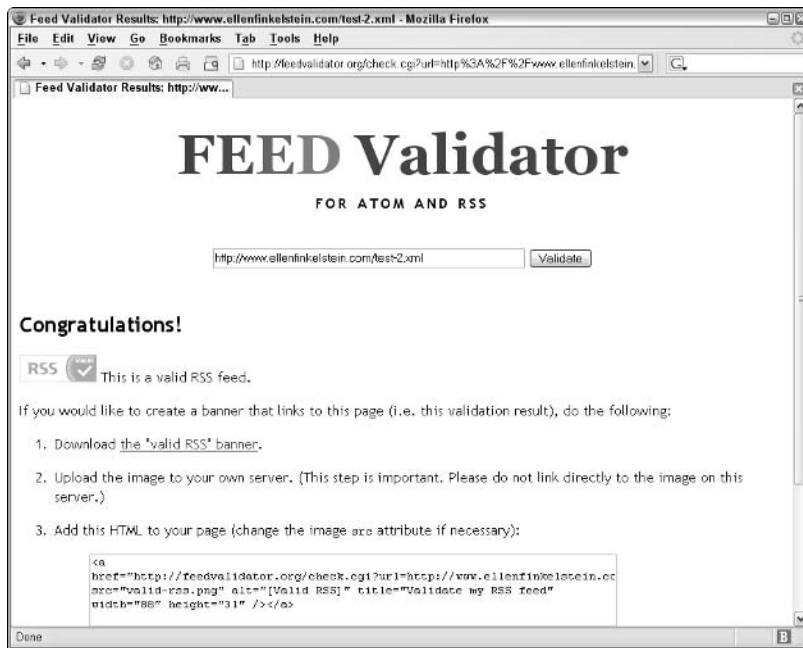 Feed Validator Results: http://www.ellenfinkelstein.com/test-2.xml - Mozilla Firefox
File Edit View Go Bookmarks Tab Tools Help
http://feedvalidator.org/check.cgi?url=http%3A%2F%2Fwww.ellenfinkelstein.
G
Feed Validator Results: http://ww...
FEED Validator
FOR ATOM AND RSS
http://www.ellenfinkelstein.com/test-2.xml Validate
Congratulations!
RSS This is a valid RSS feed.
If you would like to create a banner that links to this page (i.e. this validation result), do the following:
1. Download the "valid RSS" banner.
2. Upload the image to your own server. (This step is important. Please do not link directly to the image on this
server.)
3. Add this HTML to your page (change the image src attribute if necessary):
<a
href="http://feedvalidator.org/check.cgi?url=http://www.ellenfinkelstein.cc
src="valid-rss.png" alt="[Valid RSS]" title="Validate my RSS feed"
width="88" height="31" /></a>
Done
B